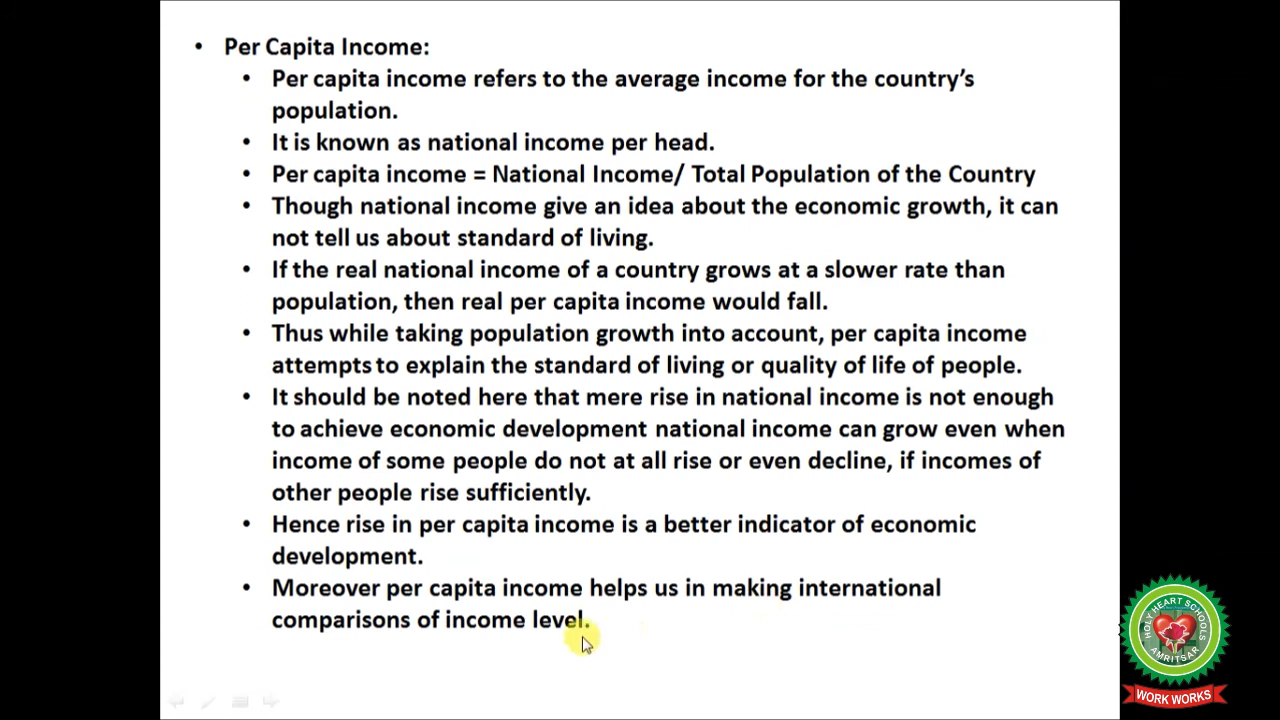 • Per Capita Income:
• Per capita income refers to the average income for the country's
population.
• It is known as national income per head.
• Per capita income = National Income/ Total Population of the Country
• Though national income give an idea about the economic growth, it can
not tell us about standard of living.
• If the real national income of a country grows at a slower rate than
population, then real per capita income would fall.
• Thus while taking population growth into account, per capita income
attempts to explain the standard of living or quality of life of people.
• It should be noted here that mere rise in national income is not enough
to achieve economic development national income can grow even when
income of some people do not at all rise or even decline, if incomes of
other people rise sufficiently.
• Hence rise in per capita income is a better indicator of economic
development.
• Moreover per capita income helps us in making international
comparisons of income level.
HOLY HEART SCHOOLS
AMRITSAR
WORK WORKS